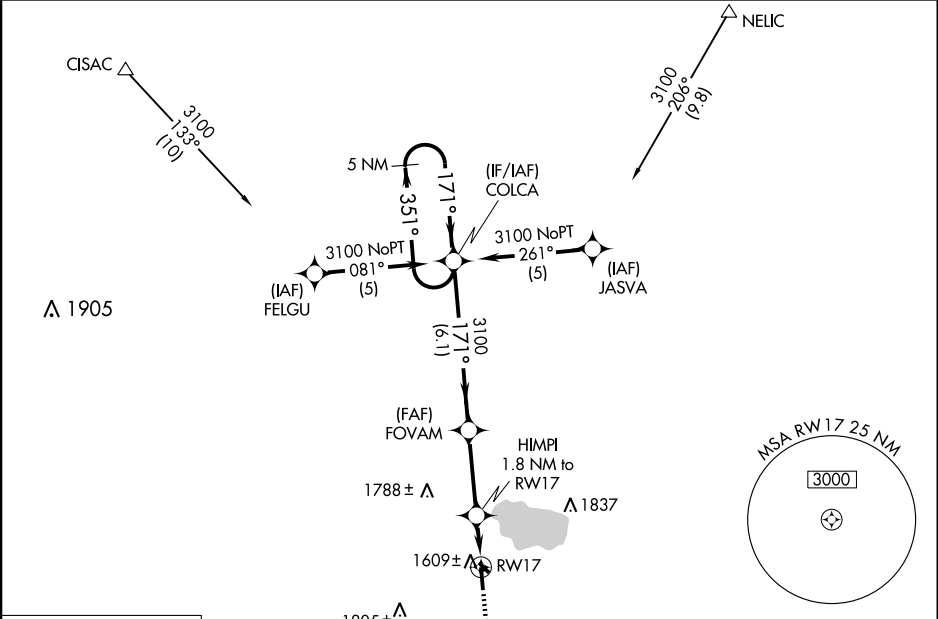 NELIC
CISAC
3100
206°
(9.8)
3100
133°
(10)
5 NM
171°
351°
(IF/IAF)
COLCA
3100 NoPT
081°
(5)
3100 NoPT
261°
(5)
(IAF)
FELGU
(IAF)
JASVA
1905
3100
171°
(6.1)
(FAF)
FOVAM
HIMPI
1.8 NM to
RW17
MSA RW17 25 NM
3000
1788±
1837
1609±
RW17